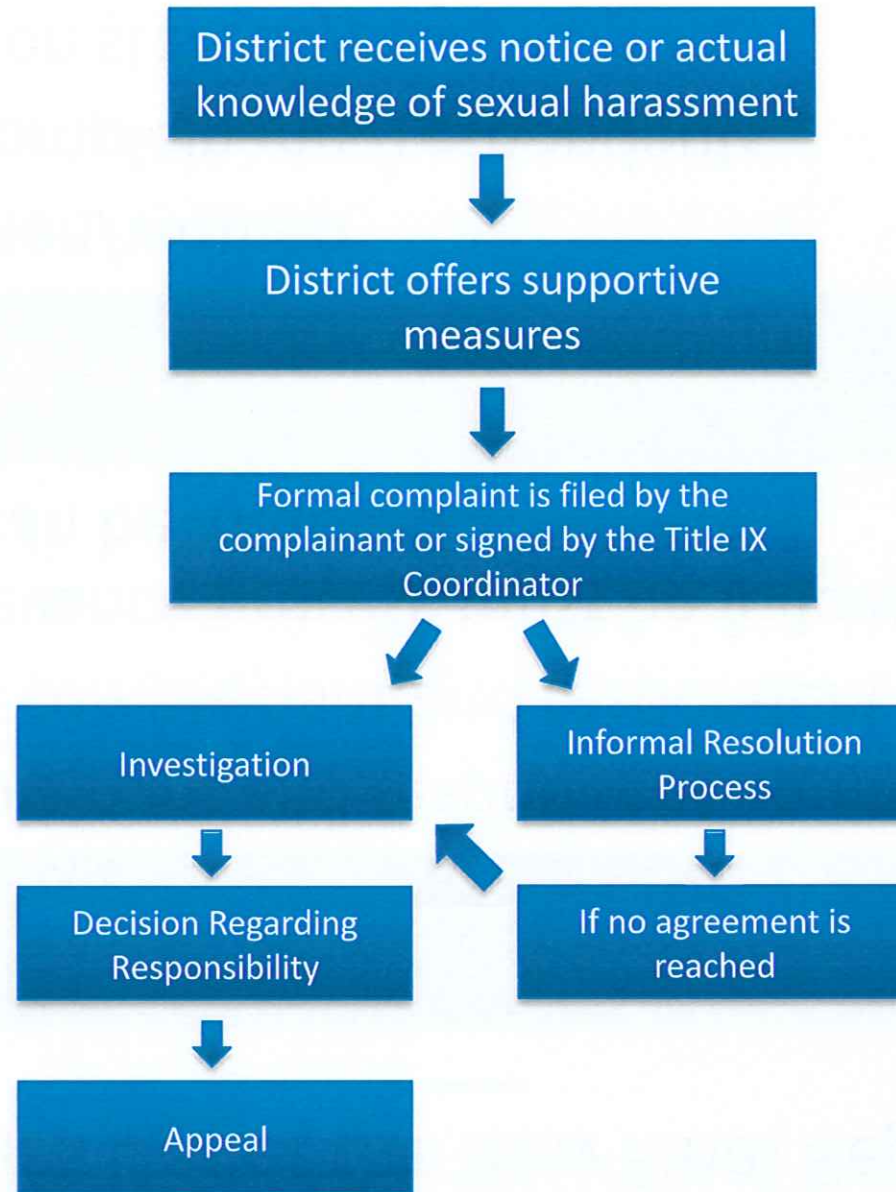 District receives notice or actual
knowledge of sexual harassment
District offers supportive
measures
Formal complaint is filed by the
complainant or signed by the Title IX
Coordinator
Investigation
Informal Resolution
Process
Decision Regarding
Responsibility
If no agreement is
reached
Appeal